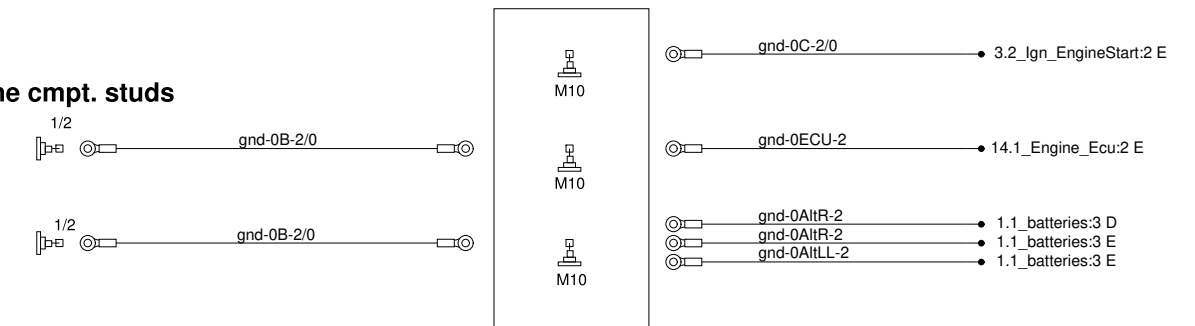 gnd-0C-2/0
3.2_Ign_EngineStart:2 E
M10
cmpt. studs
1/2
gnd-0B-2/0
gnd-0ECU-2
14.1_Engine_Ecu:2 E
M10
1/2
gnd-0B-2/0
gnd-0AltR-2
1.1_batteries:3 D
gnd-0AltR-2
1.1_batteries:3 E
gnd-0AltLL-2
1.1_batteries:3 E
M10